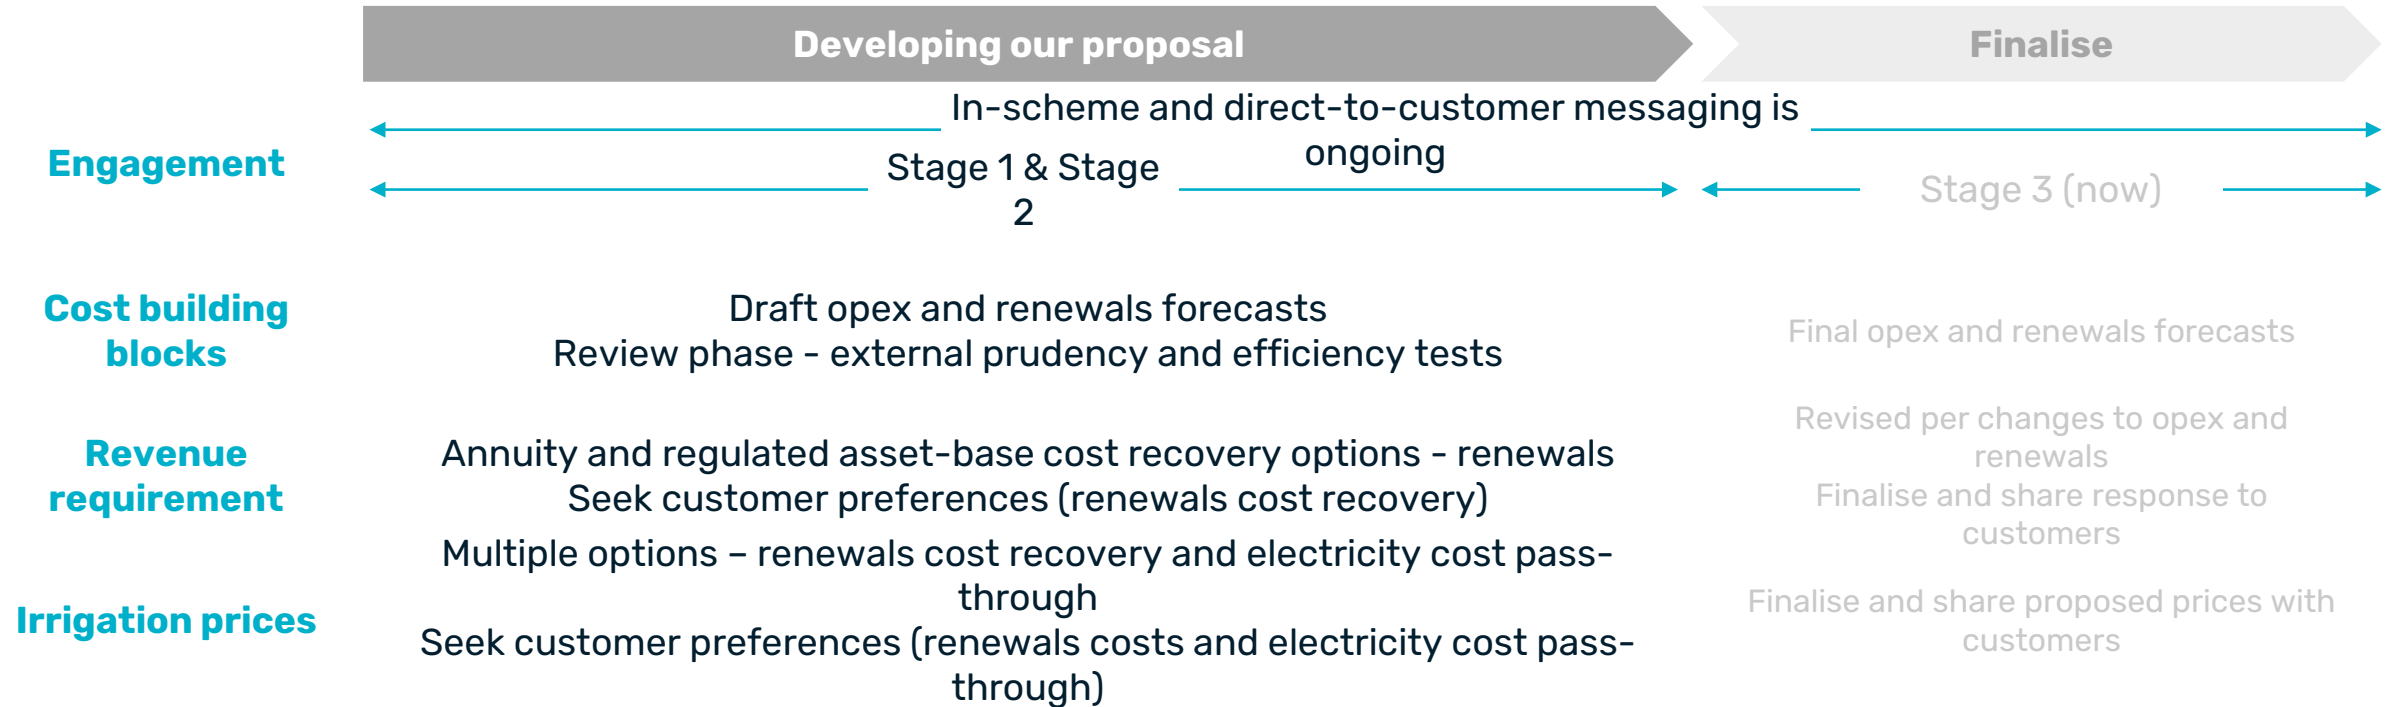 Developing our proposal
Finalise
Engagement
In-scheme and direct-to-customer messaging is
ongoing
Stage 1 & Stage
2
Stage 3 (now)
Cost building
blocks
Draft opex and renewals forecasts
Review phase - external prudency and efficiency tests
Final opex and renewals forecasts
Revenue
requirement
Annuity and regulated asset-base cost recovery options - renewals
Seek customer preferences (renewals cost recovery)
Revised per changes to opex and
renewals
Finalise and share response to
customers
Irrigation prices
Multiple options – renewals cost recovery and electricity cost pass-
through
Seek customer preferences (renewals costs and electricity cost pass-
through)
Finalise and share proposed prices with
customers